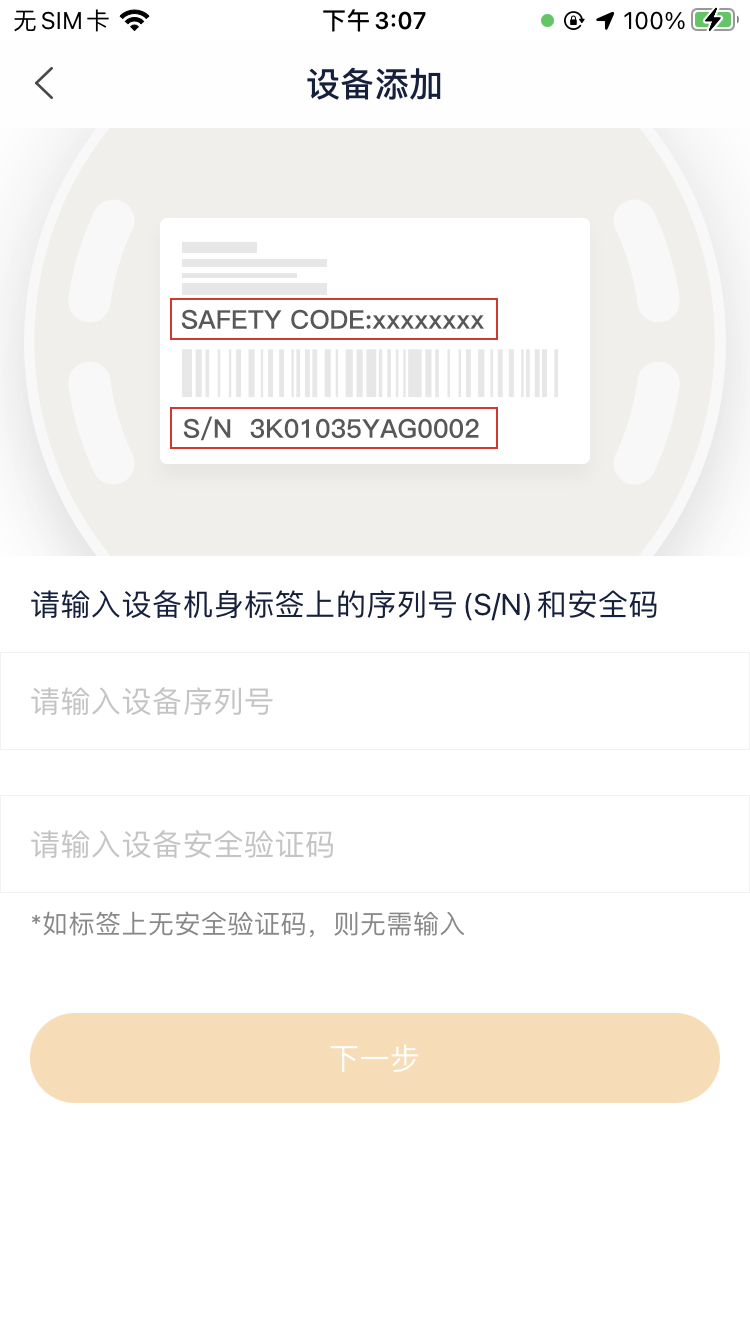 无SIM卡 下午3:07 100%
设备添加
SAFETY CODE:xxxxxxxx
S/N 3K01035YAG0002
请输入设备机身标签上的序列号(S/N)和安全码
请输入设备序列号
请输入设备安全验证码
*如标签上无安全验证码，则无需输入
下一步